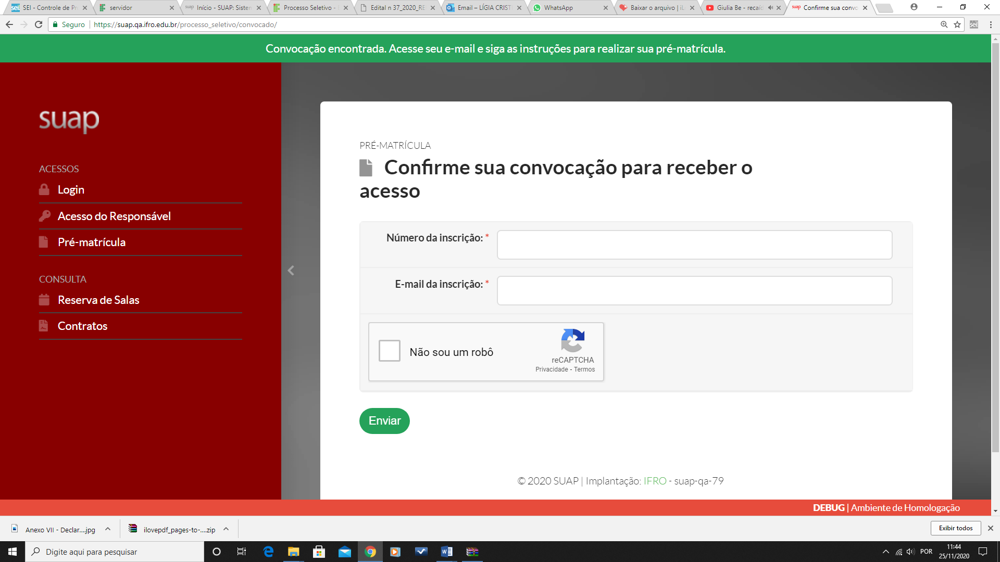 SEI - Controle de Pr
servidor
suap Início - SUAP: Sistem
Processo Seletivo -
Edital n 37_2020_RE
Email – LÍGIA CRISTI
WhatsApp
Baixar o arquivo | iL
Giulia Be - recaíd
suap Confirme sua convo
Seguro https://suap.qa.ifro.edu.br/processo_seletivo/convocado/
Convocação encontrada. Acesse seu e-mail e siga as instruções para realizar sua pré-matrícula.
suap
ACESSOS
Login
Acesso do Responsável
Pré-matrícula
CONSULTA
Reserva de Salas
Contratos
PRÉ-MATRÍCULA
Confirme sua convocação para receber o
acesso
Número da inscrição: *
E-mail da inscrição: *
Não sou um robô
reCAPTCHA
Privacidade - Termos
Enviar
© 2020 SUAP | Implantação: IFRO - suap-qa-79
DEBUG | Ambiente de Homologação
Anexo VII - Declar....jpg
ilovepdf_pages-to-....zip
Exibir todos
Digite aqui para pesquisar
POR
11:44
25/11/2020